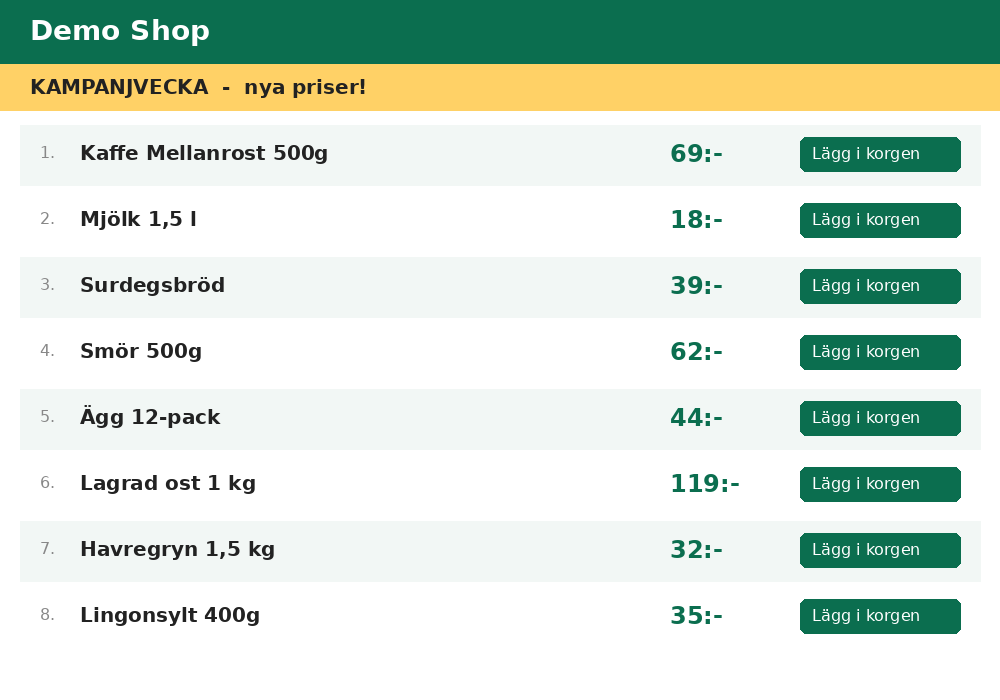 Demo Shop
KAMPANJVECKA - nya priser!
1. Kaffe Mellanrost 500g 69:- Lägg i korgen
2. Mjölk 1,5 l 18:- Lägg i korgen
3. Surdegsbröd 39:- Lägg i korgen
4. Smör 500g 62:- Lägg i korgen
5. Ägg 12-pack 44:- Lägg i korgen
6. Lagrad ost 1 kg 119:- Lägg i korgen
7. Havregryn 1,5 kg 32:- Lägg i korgen
8. Lingonsylt 400g 35:- Lägg i korgen